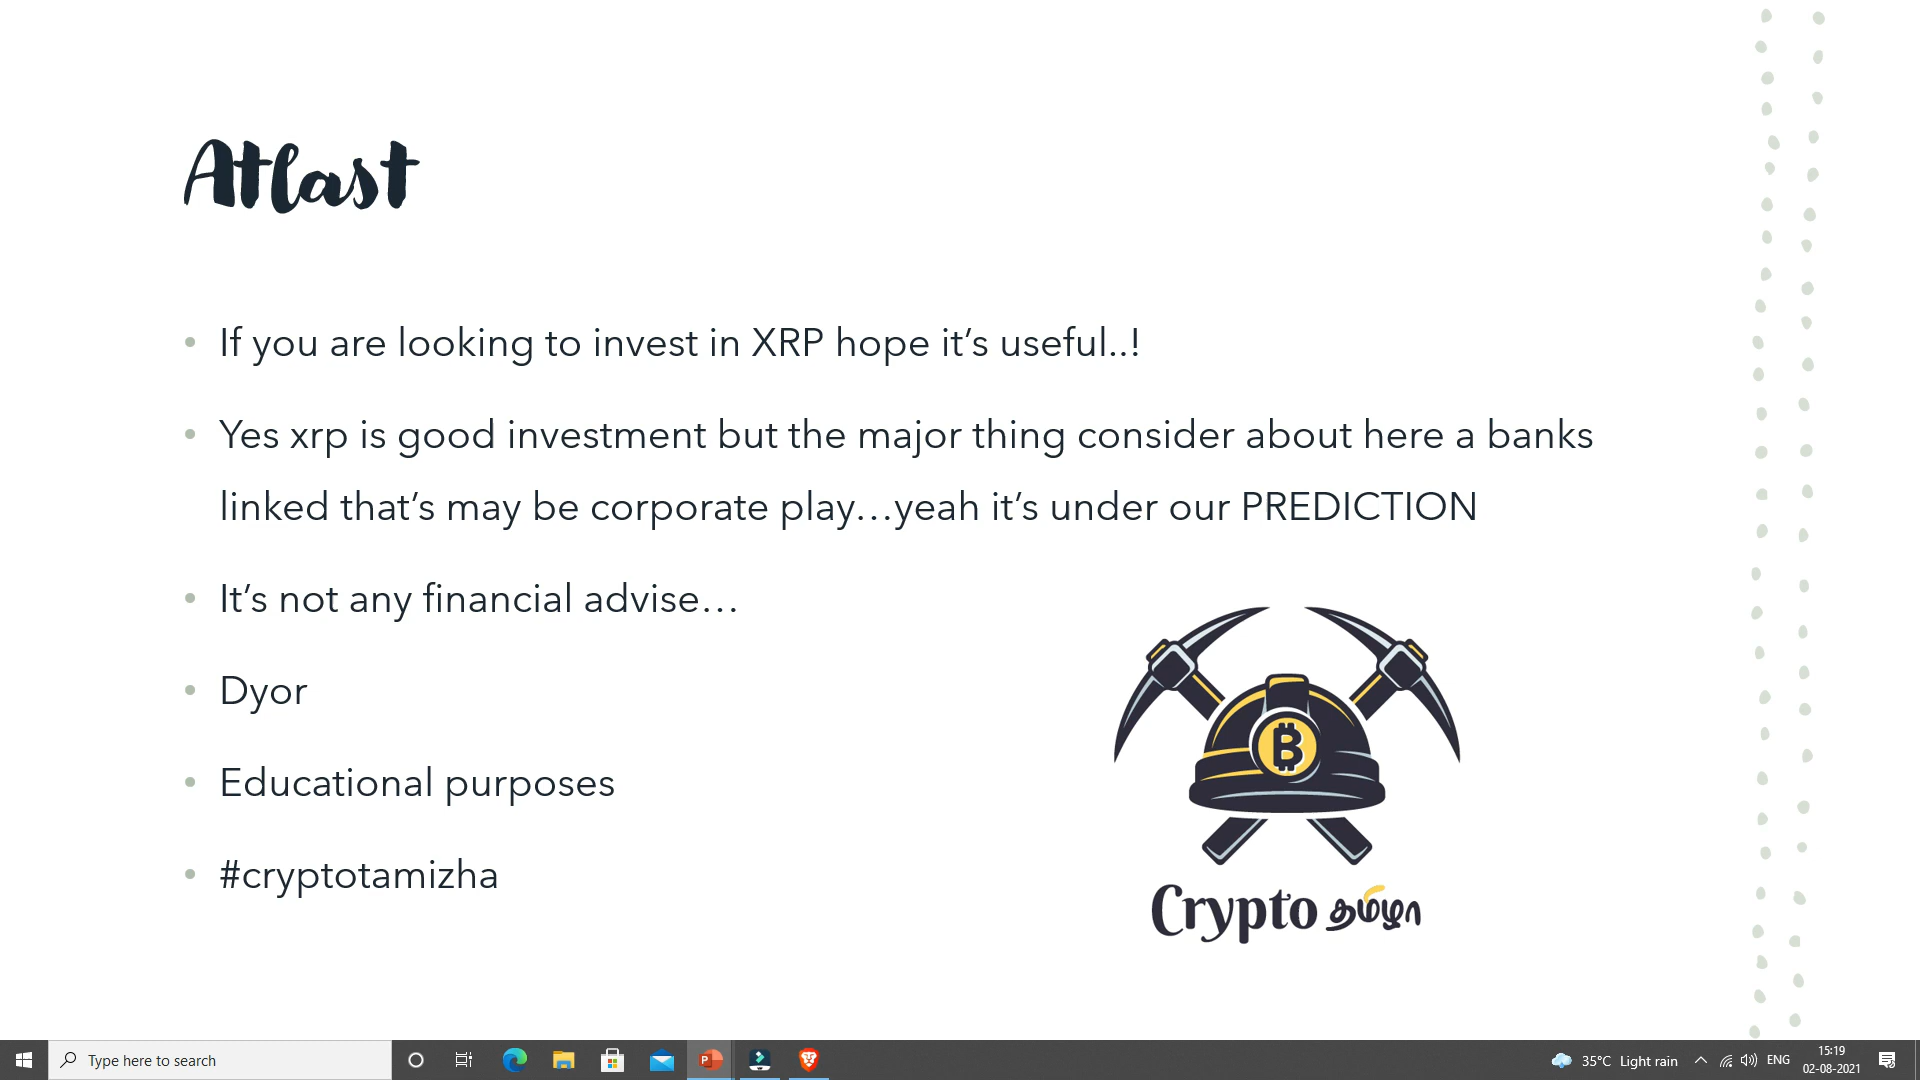 Atlast
If you are looking to invest in XRP hope it’s useful..!
Yes xrp is good investment but the major thing consider about here a banks
linked that’s may be corporate play…yeah it’s under our PREDICTION
It’s not any financial advise…
Dyor
Educational purposes
#cryptotamizha
Crypto தமிழா
Type here to search
35°C Light rain
ENG
15:19
02-08-2021